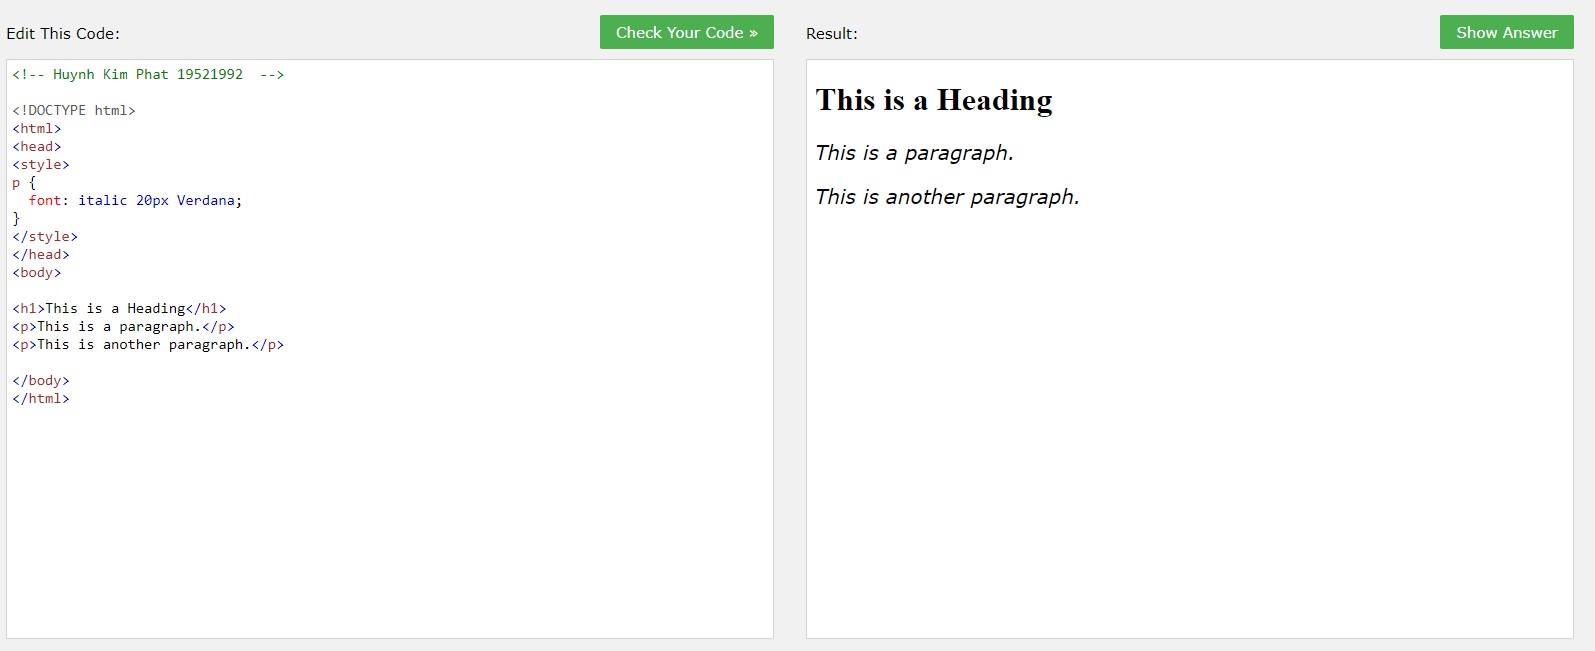 Edit This Code:
Check Your Code »
<!-- Huynh Kim Phat 19521992  -->
<!DOCTYPE html>
<html>
<head>
<style>
p {
  font: italic 20px Verdana;
}
</style>
</head>
<body>
<h1>This is a Heading</h1>
<p>This is a paragraph.</p>
<p>This is another paragraph.</p>
</body>
</html>
Result:
Show Answer
This is a Heading
This is a paragraph.
This is another paragraph.